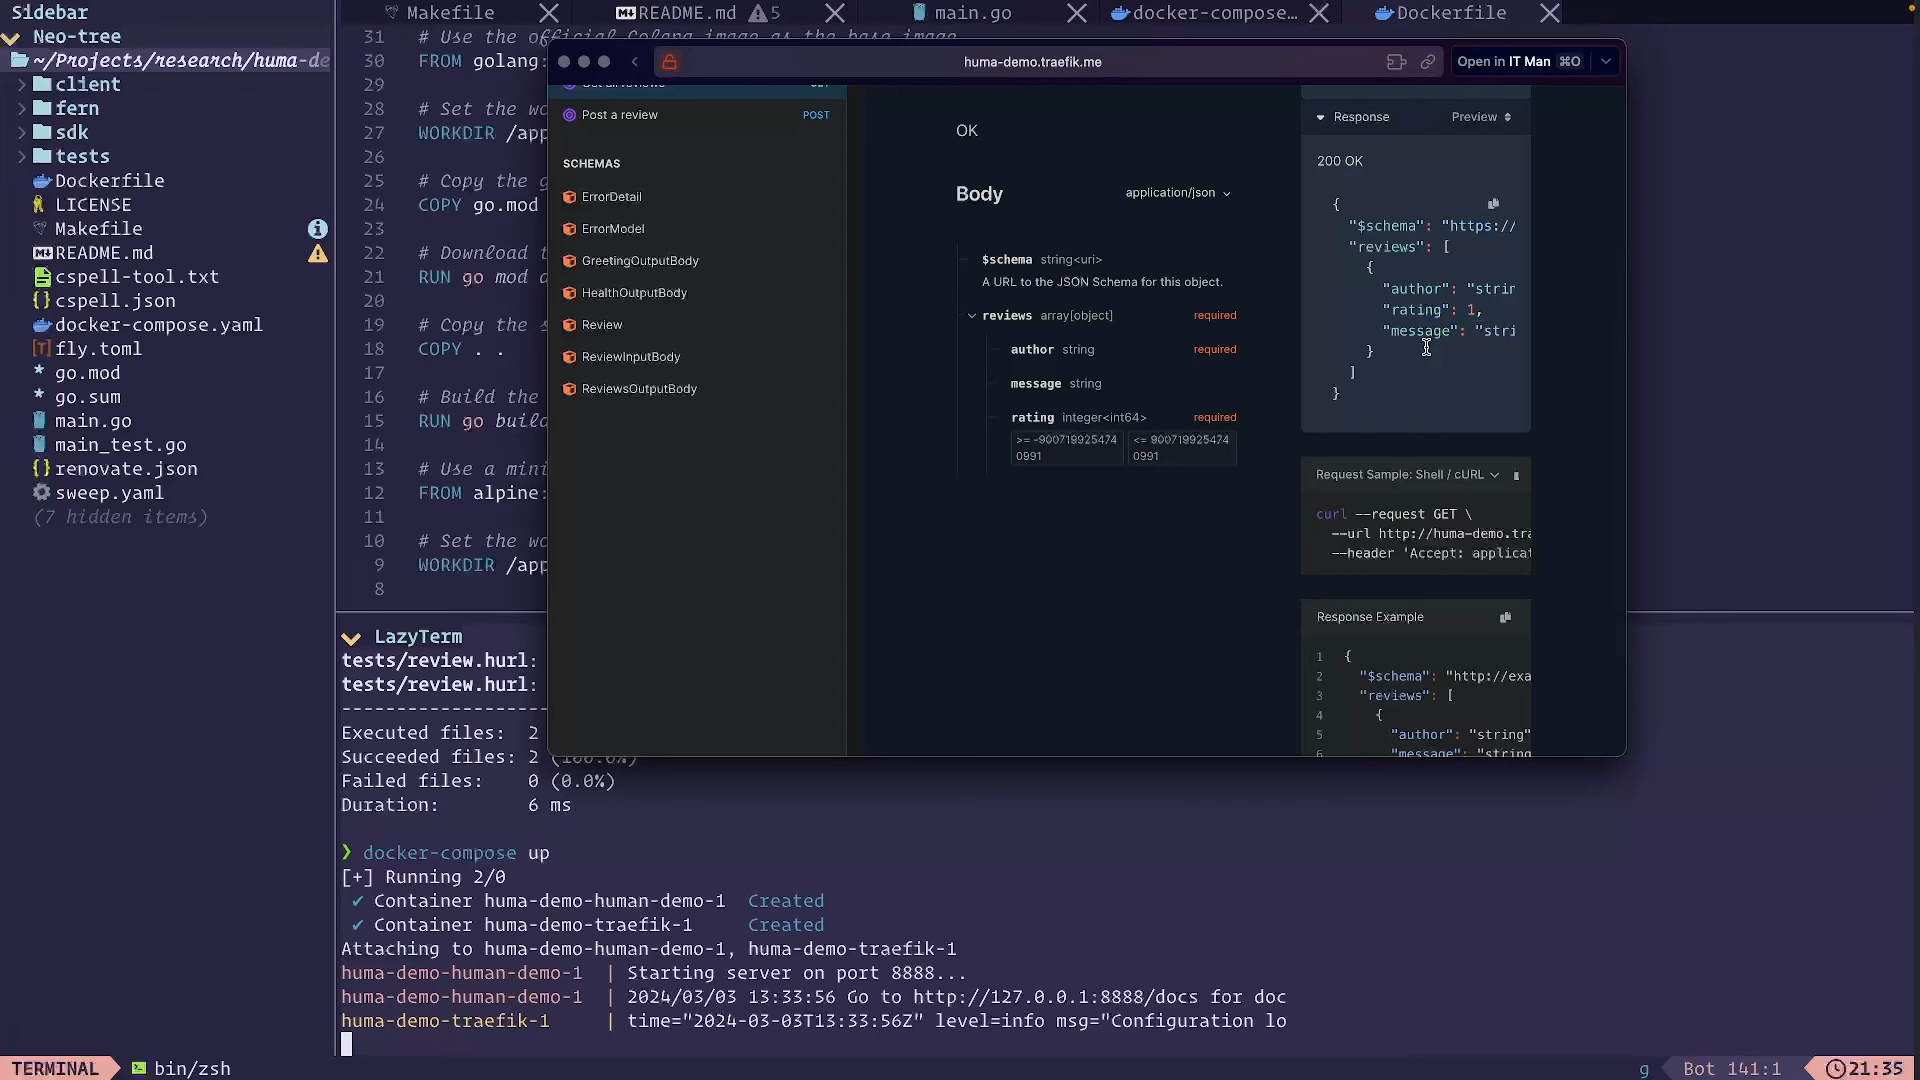 Sidebar
Neo-tree
~/Projects/research/huma-de
client
fern
sdk
tests
Dockerfile
LICENSE
Makefile
README.md
cspell-tool.txt
cspell.json
docker-compose.yaml
fly.toml
go.mod
go.sum
main.go
main_test.go
renovate.json
sweep.yaml
(7 hidden items)
Makefile
README.md 5
main.go
docker-compose…
Dockerfile
31 # Use the official Golang image as the base image
30 FROM golang:
29
28 # Set the wo
27 WORKDIR /app
26
25 # Copy the g
24 COPY go.mod
23
22 # Download t
21 RUN go mod d
20
19 # Copy the s
18 COPY . .
17
16 # Build the
15 RUN go build
14
13 # Use a mini
12 FROM alpine:
11
10 # Set the wo
9 WORKDIR /app
8
huma-demo.traefik.me
Open in IT Man ⌘O
Get all reviews GET
Post a review POST
SCHEMAS
ErrorDetail
ErrorModel
GreetingOutputBody
HealthOutputBody
Review
ReviewInputBody
ReviewsOutputBody
OK
Body application/json
$schema string<uri>
A URL to the JSON Schema for this object.
reviews array[object] required
author string required
message string
rating integer<int64> required
>= -900719925474
0991
<= 900719925474
0991
Response Preview
200 OK
{
"$schema": "https://
"reviews": [
{
"author": "strin
"rating": 1,
"message": "stri
}
]
}
Request Sample: Shell / cURL
curl --request GET \
--url http://huma-demo.tra
--header 'Accept: applicat
Response Example
1 {
2 "$schema": "http://exa
3 "reviews": [
4 {
5 "author": "string"
6 "message": "string
LazyTerm
tests/review.hurl:
tests/review.hurl:
-------------------
Executed files: 2
Succeeded files: 2 (100.0%)
Failed files: 0 (0.0%)
Duration: 6 ms
❯ docker-compose up
[+] Running 2/0
✔ Container huma-demo-human-demo-1 Created
✔ Container huma-demo-traefik-1 Created
Attaching to huma-demo-human-demo-1, huma-demo-traefik-1
huma-demo-human-demo-1 | Starting server on port 8888...
huma-demo-human-demo-1 | 2024/03/03 13:33:56 Go to http://127.0.0.1:8888/docs for doc
huma-demo-traefik-1 | time="2024-03-03T13:33:56Z" level=info msg="Configuration lo
TERMINAL bin/zsh
g Bot 141:1 21:35